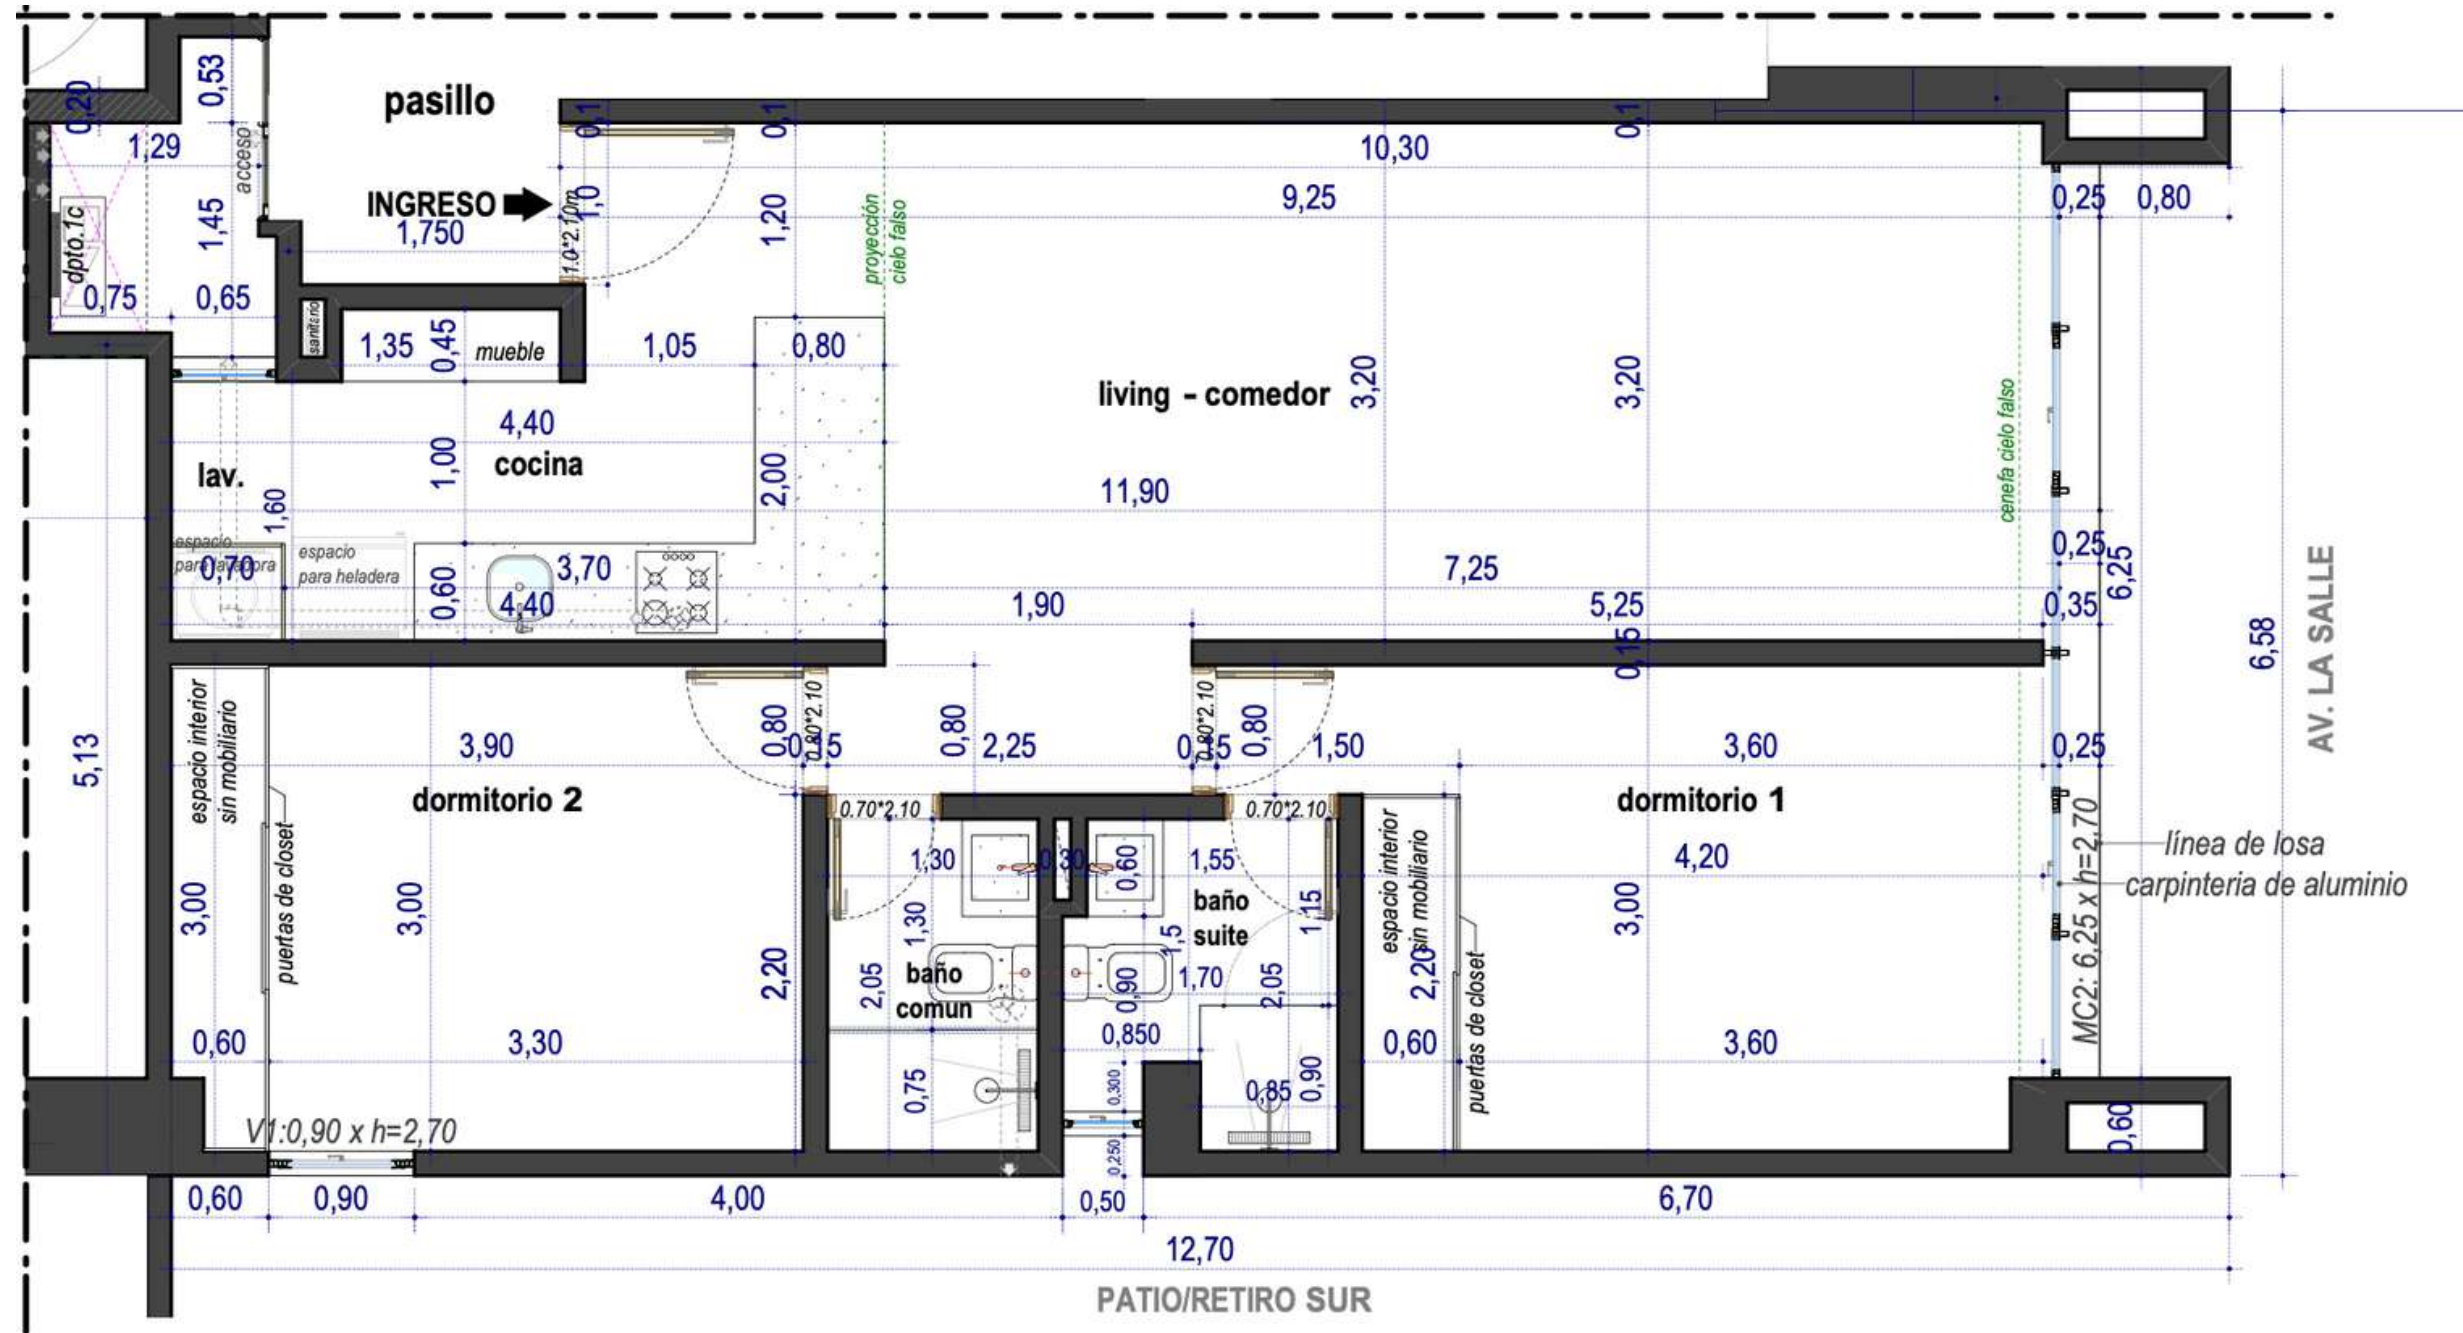 0,53
0,20
pasillo
0,1
0,1
0,1
1,29
acceso
10,30
INGRESO
1,0
1.0*2.10m
1,20
proyección
cielo falso
9,25
0,25
0,80
1,45
1,750
dpto.1c
0,75
0,65
sanitario
1,35
0,45
mueble
1,05
0,80
living - comedor
3,20
3,20
cenefa cielo falso
4,40
cocina
1,00
lav.
2,00
11,90
1,60
espacio
para lavadora
0,70
espacio
para heladera
0,60
3,70
4,40
7,25
0,25
6,25
1,90
5,25
0,35
0,15
6,58
AV. LA SALLE
5,13
espacio interior
sin mobiliario
3,90
0,80
0.80*2.10
0,80
2,25
0.80*2.10
0,80
1,50
3,60
0,25
dormitorio 2
puertas de closet
0.70*2.10
0.70*2.10
dormitorio 1
espacio interior
sin mobiliario
línea de losa
carpinteria de aluminio
MC2: 6,25 x h=2,70
1,30
0,30
0,60
1,55
4,20
3,00
3,00
1,30
baño
suite
1,15
3,00
2,20
2,05
baño
comun
1,5
0,90
1,70
2,05
2,20
puertas de closet
0,60
3,30
0,850
0,60
3,60
0,75
0,300
0,85
0,90
0,60
V1:0,90 x h=2,70
0,250
0,60
0,90
4,00
0,50
6,70
12,70
PATIO/RETIRO SUR